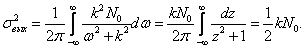 σ²вых = 1/2π ∫_{-∞}^{∞} k²N₀/(ω² + k²) dω = kN₀/2π ∫_{-∞}^{∞} dz/(z² + 1) = 1/2 kN₀.